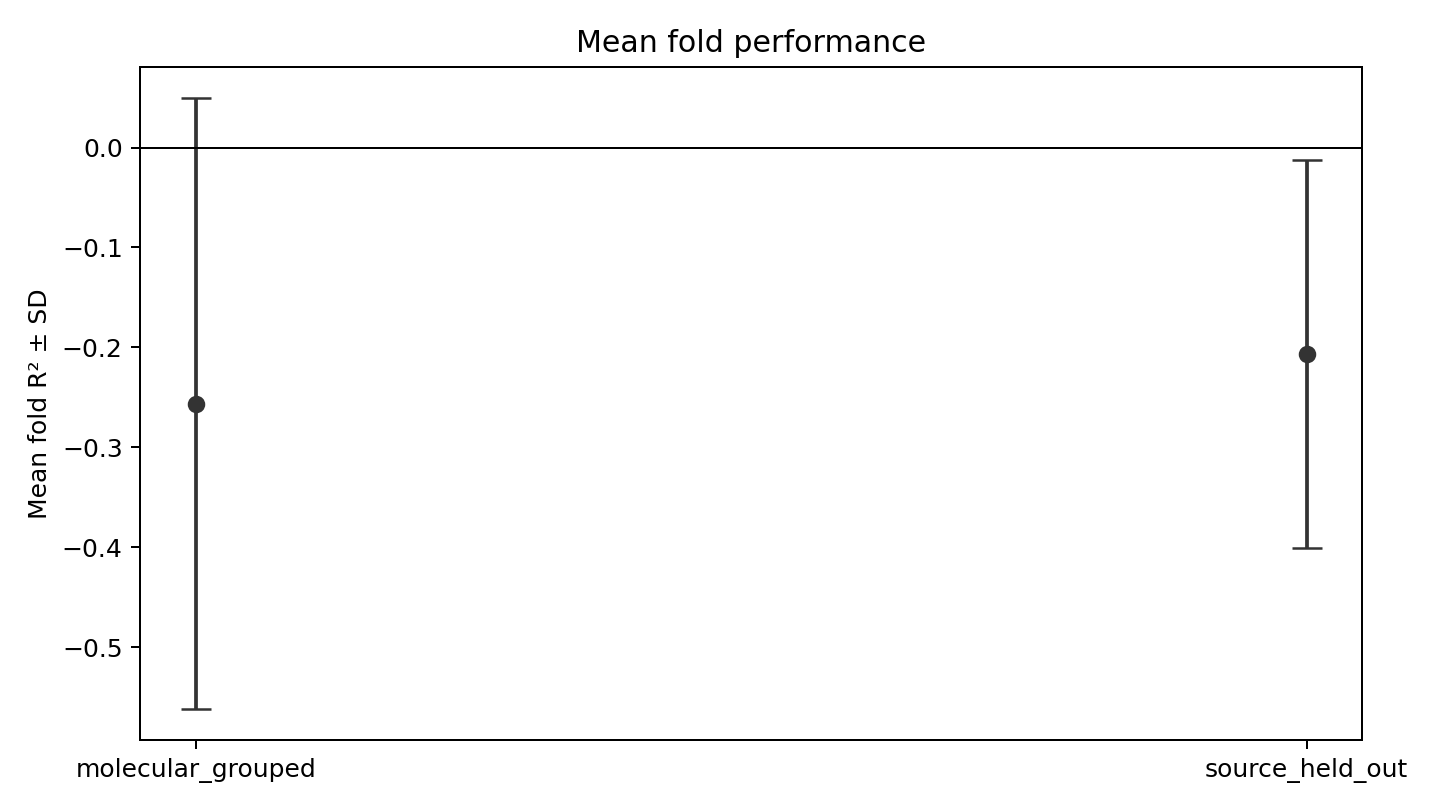 Mean fold performance
Mean fold R² ± SD
0.0
−0.1
−0.2
−0.3
−0.4
−0.5
molecular_grouped
source_held_out